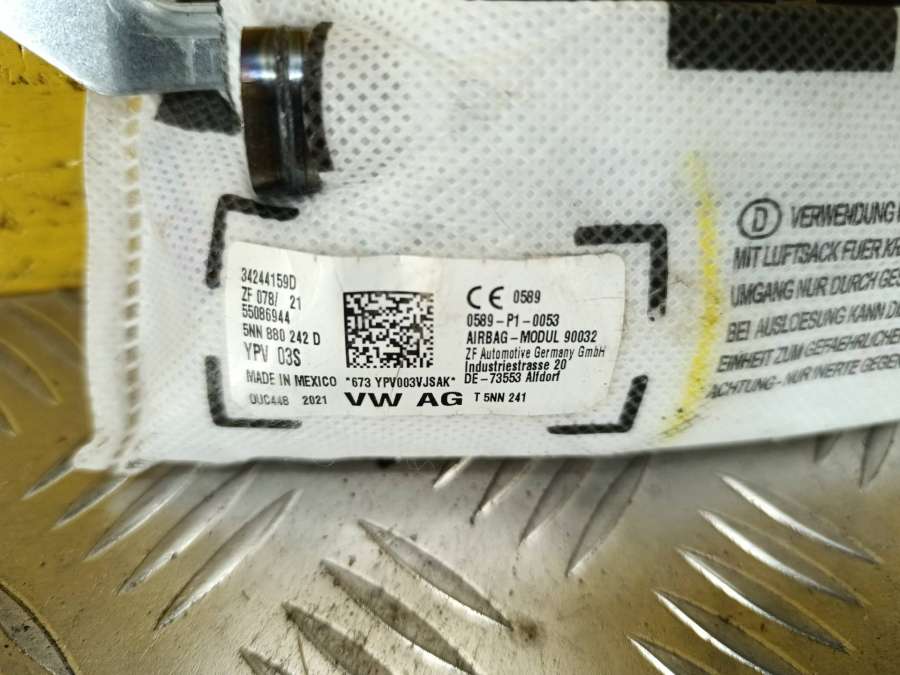 34244159D
ZF 078/ 21
55086944
5NN 880 242 D
YPV 03S
MADE IN MEXICO
0UC448 2021
*673 YPV003VJSAK*
VW AG
CE 0589
0589-P1-0053
AIRBAG-MODUL 90032
ZF Automotive Germany GmbH
Industriestrasse 20
DE-73553 Alfdorf
T 5NN 241
D VERWENDUNG
MIT LUFTSACK FUER
UMGANG NUR DURCH
BEI AUSLOESUNG KANN
EINHEIT ZUM GEFAEHRLICHEN
ACHTUNG - NUR INERTE